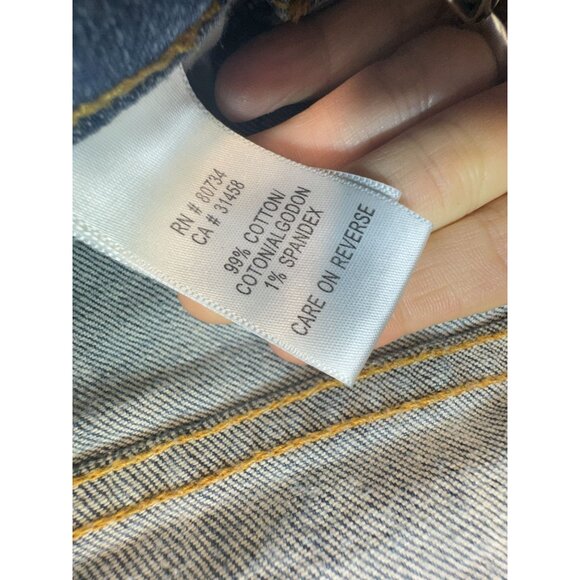 RN # 80734
CA # 31458
99% COTTON/
COTON/ALGODON
1% SPANDEX
CARE ON REVERSE